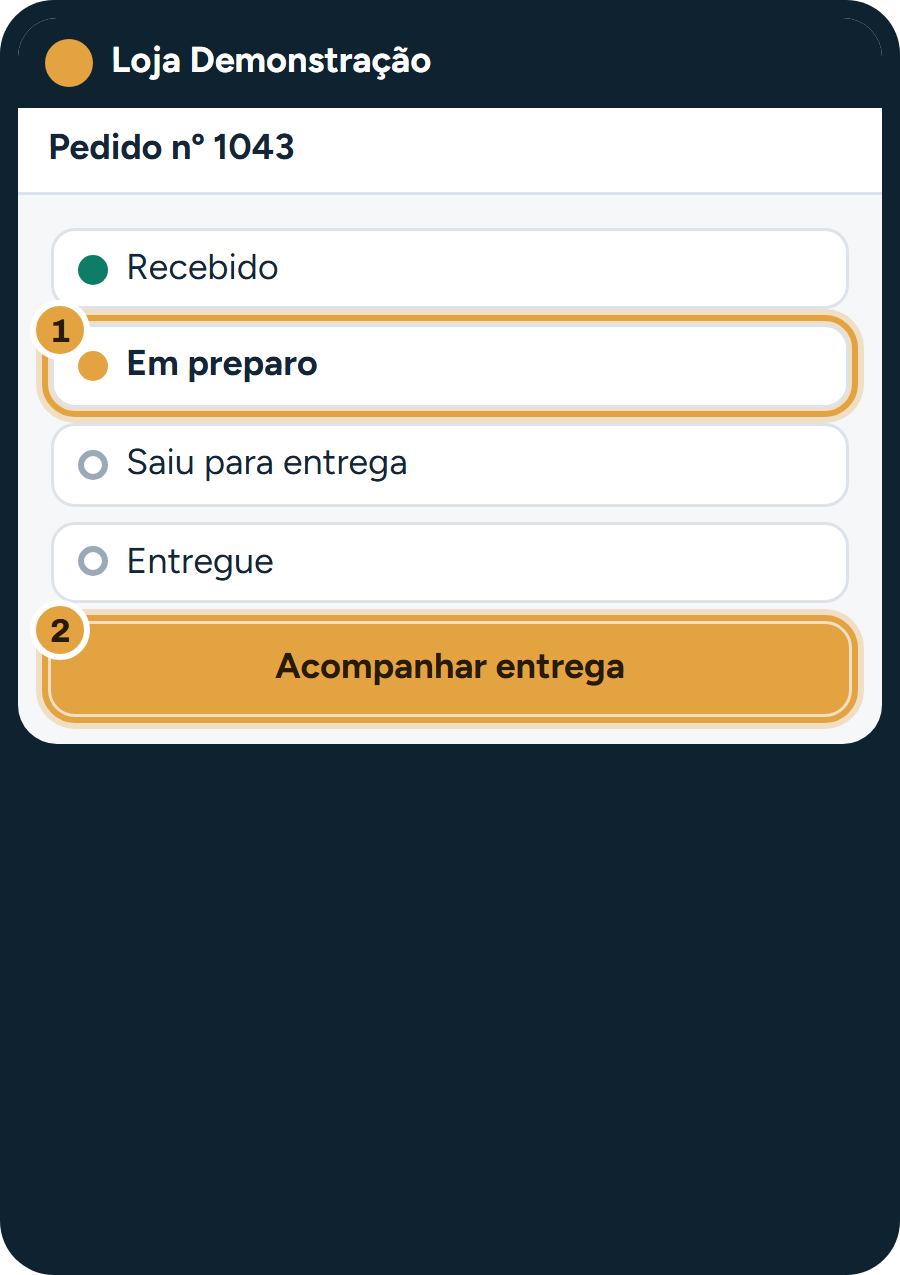 Loja Demonstração
Pedido nº 1043
Recebido
1
Em preparo
Saiu para entrega
Entregue
2
Acompanhar entrega